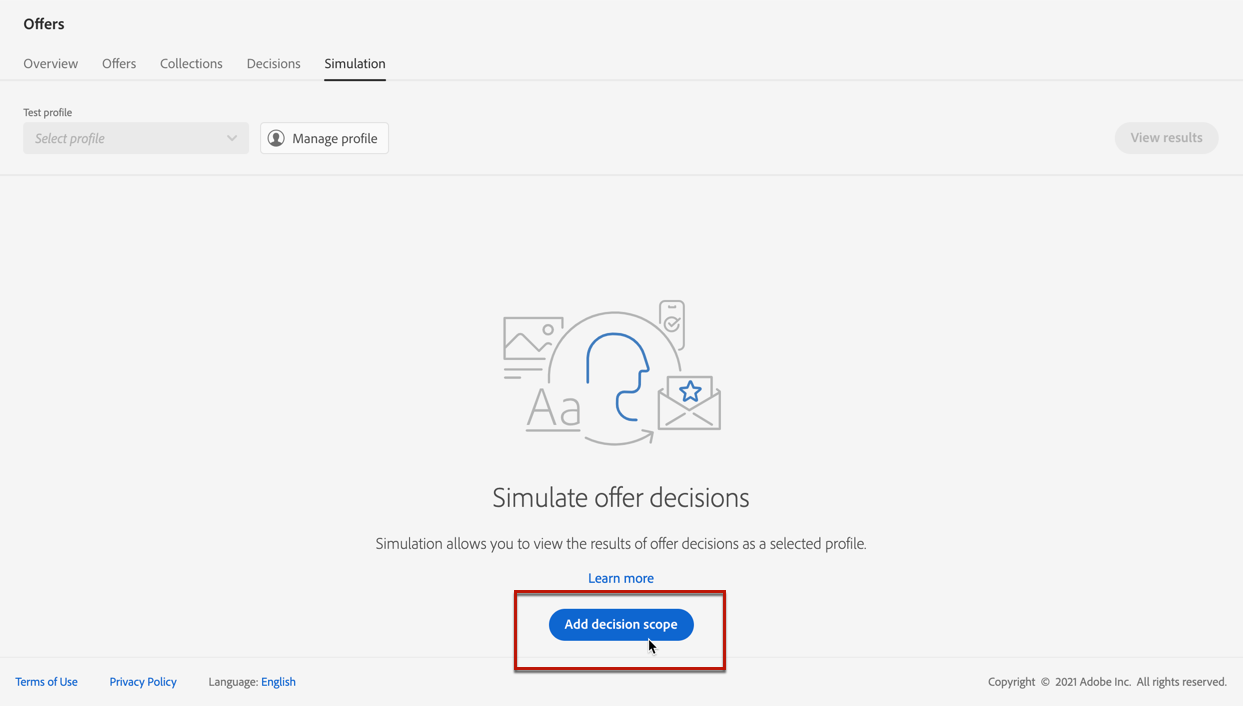 Offers
Overview Offers Collections Decisions Simulation
Test profile
Select profile Manage profile View results
Aa
Simulate offer decisions
Simulation allows you to view the results of offer decisions as a selected profile.
Learn more
Add decision scope
Terms of Use Privacy Policy Language: English Copyright © 2021 Adobe Inc. All rights reserved.